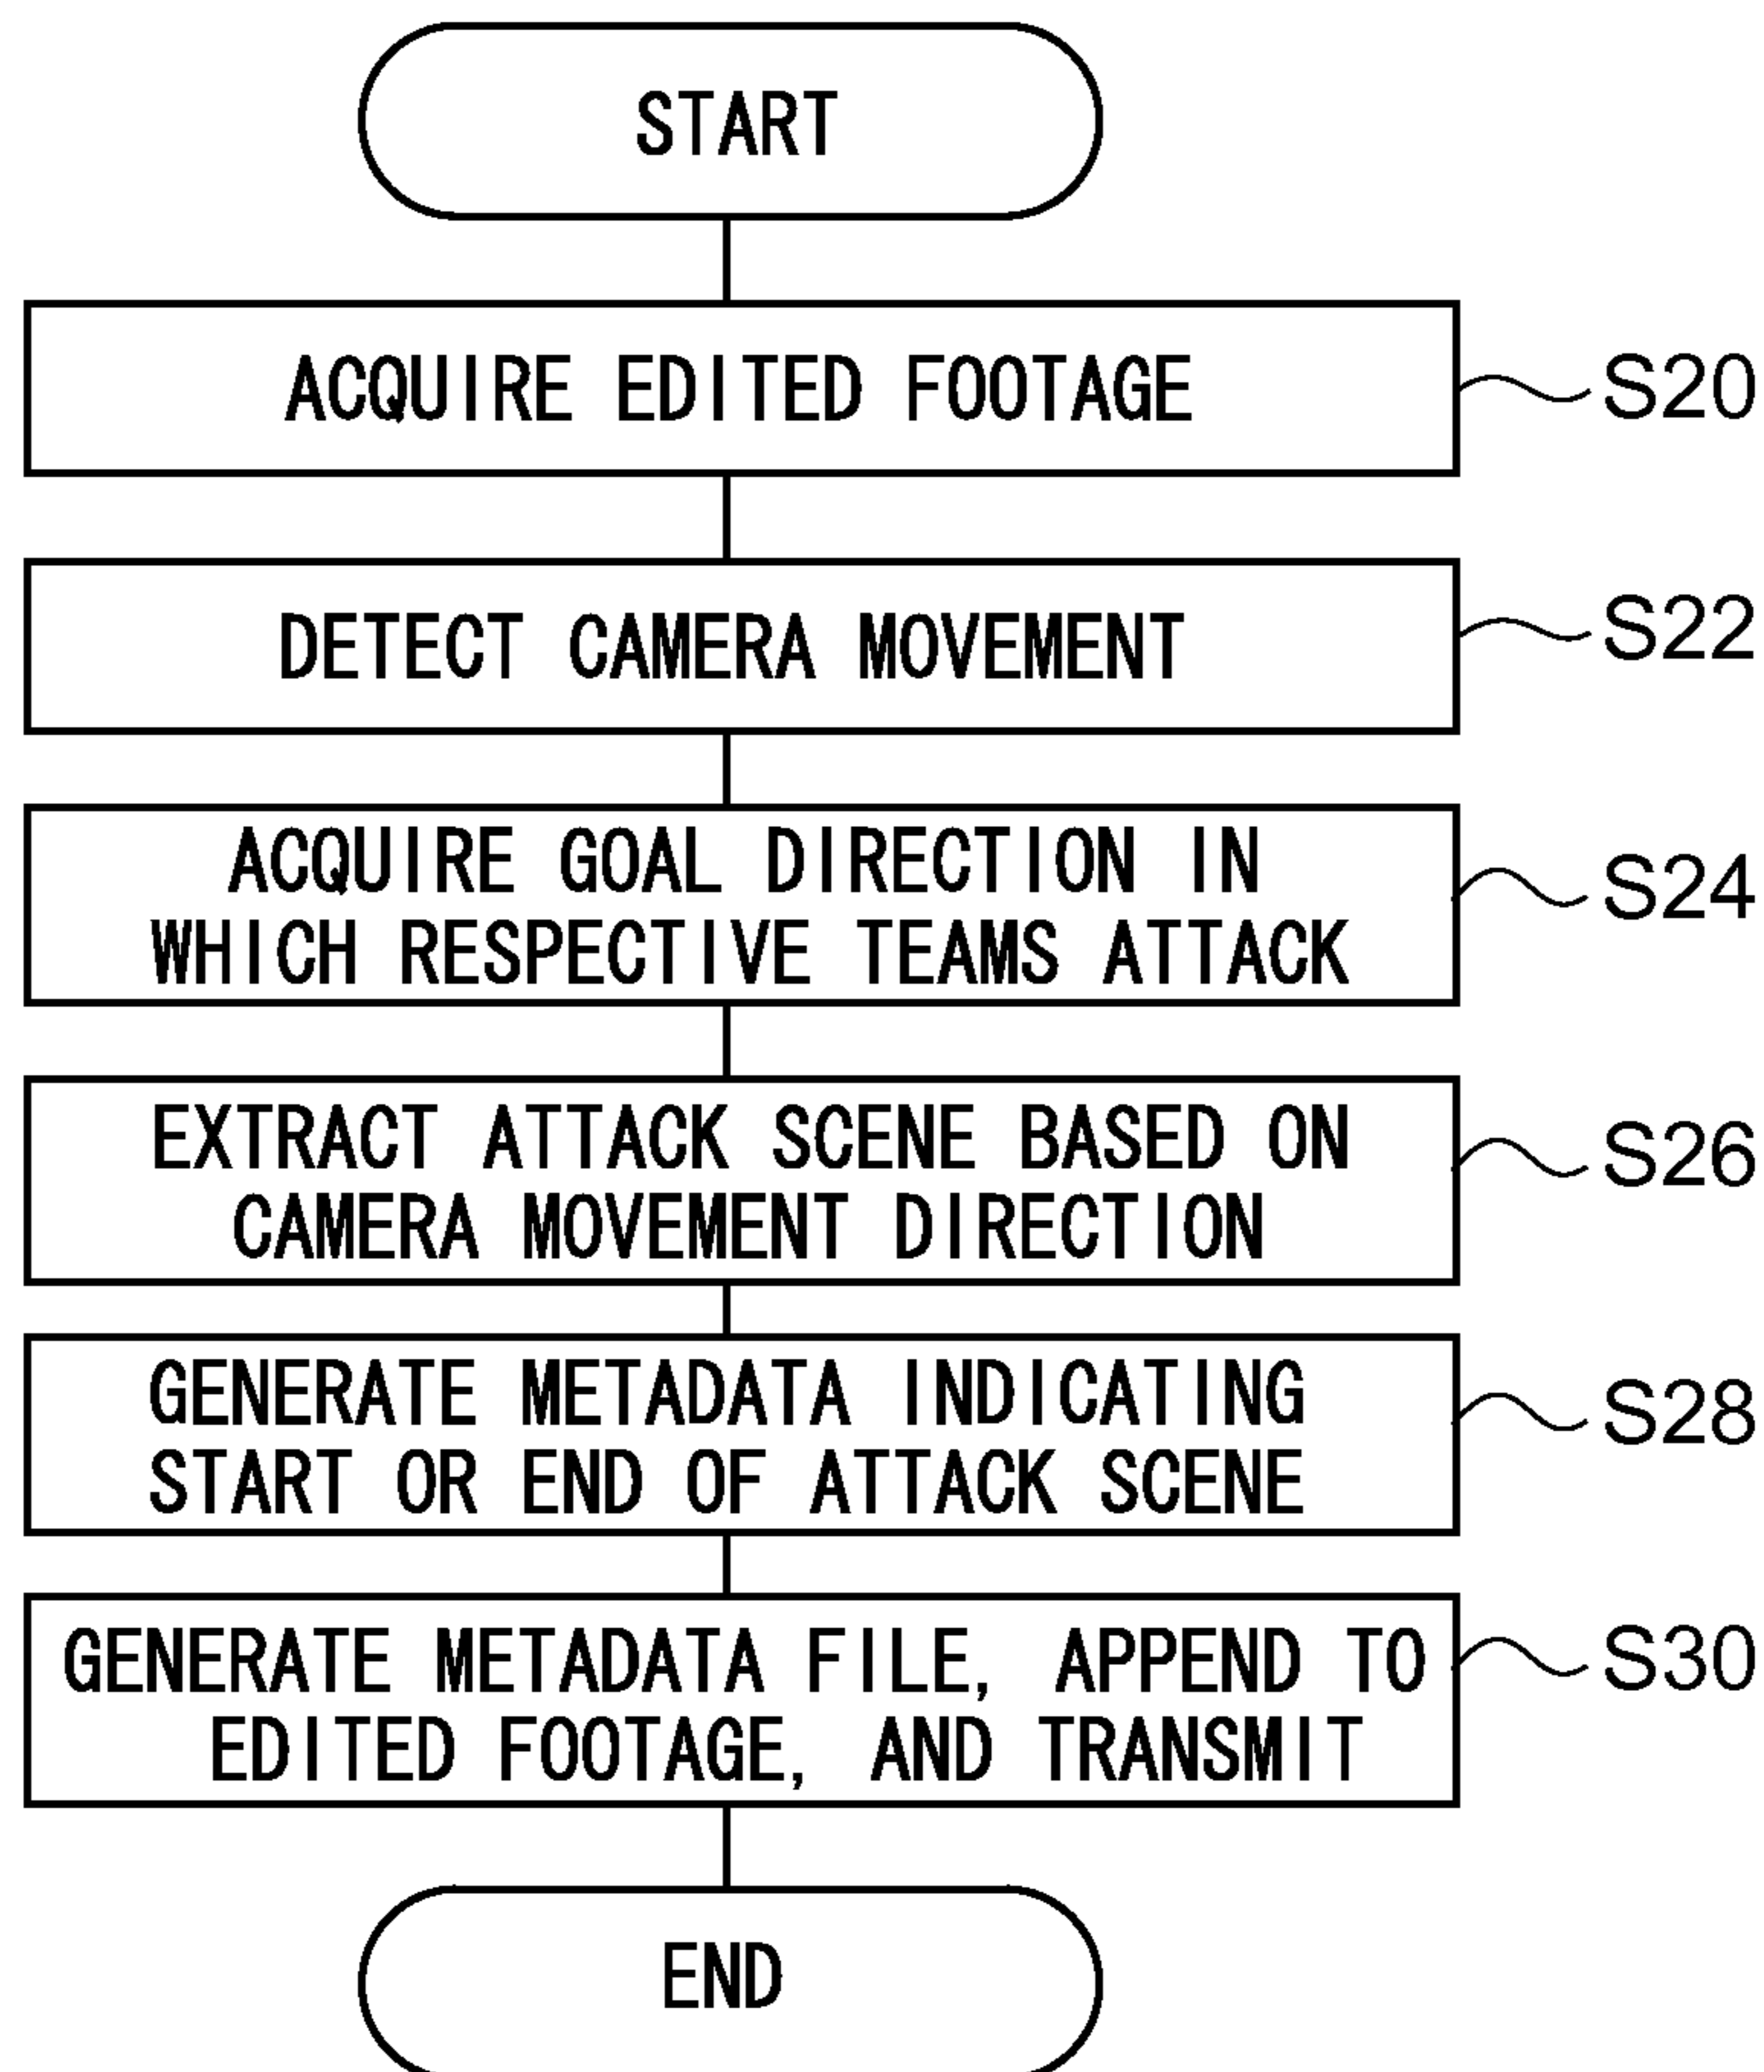 START
ACQUIRE EDITED FOOTAGE
S20
DETECT CAMERA MOVEMENT
S22
ACQUIRE GOAL DIRECTION IN
WHICH RESPECTIVE TEAMS ATTACK
S24
EXTRACT ATTACK SCENE BASED ON
CAMERA MOVEMENT DIRECTION
S26
GENERATE METADATA INDICATING
START OR END OF ATTACK SCENE
S28
GENERATE METADATA FILE, APPEND TO
EDITED FOOTAGE, AND TRANSMIT
S30
END